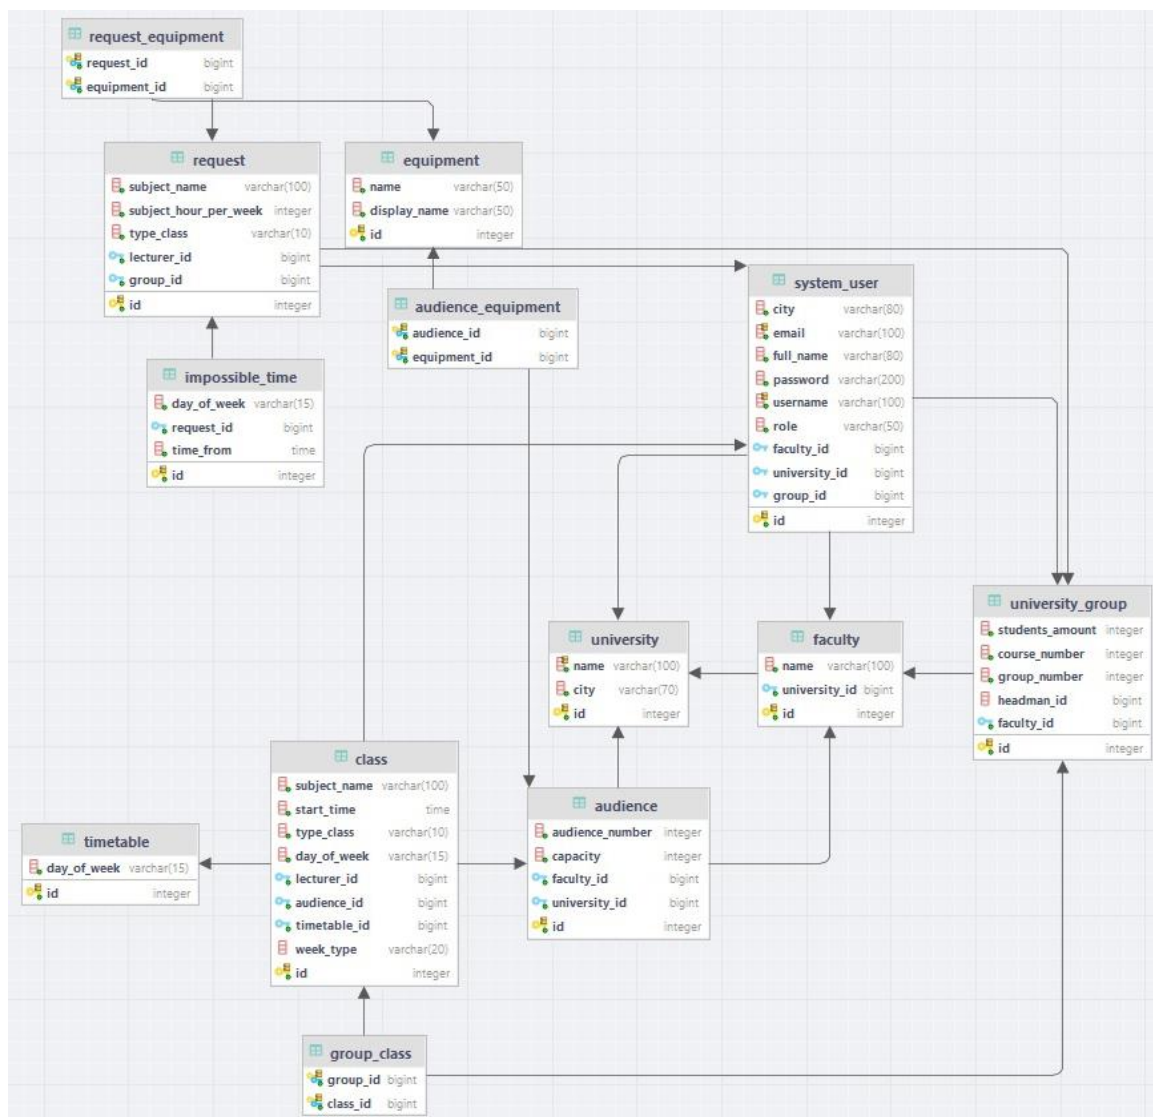 request_equipment
request_id bigint
equipment_id bigint
request
subject_name varchar(100)
subject_hour_per_week integer
type_class varchar(10)
lecturer_id bigint
group_id bigint
id integer
equipment
name varchar(50)
display_name varchar(50)
id integer
audience_equipment
audience_id bigint
equipment_id bigint
system_user
city varchar(80)
email varchar(100)
full_name varchar(80)
password varchar(200)
username varchar(100)
role varchar(50)
faculty_id bigint
university_id bigint
group_id bigint
id integer
impossible_time
day_of_week varchar(15)
request_id bigint
time_from time
id integer
university
name varchar(100)
city varchar(70)
id integer
faculty
name varchar(100)
university_id bigint
id integer
university_group
students_amount integer
course_number integer
group_number integer
headman_id bigint
faculty_id bigint
id integer
class
subject_name varchar(100)
start_time time
type_class varchar(10)
day_of_week varchar(15)
lecturer_id bigint
audience_id bigint
timetable_id bigint
week_type varchar(20)
id integer
timetable
day_of_week varchar(15)
id integer
audience
audience_number integer
capacity integer
faculty_id bigint
university_id bigint
id integer
group_class
group_id bigint
class_id bigint